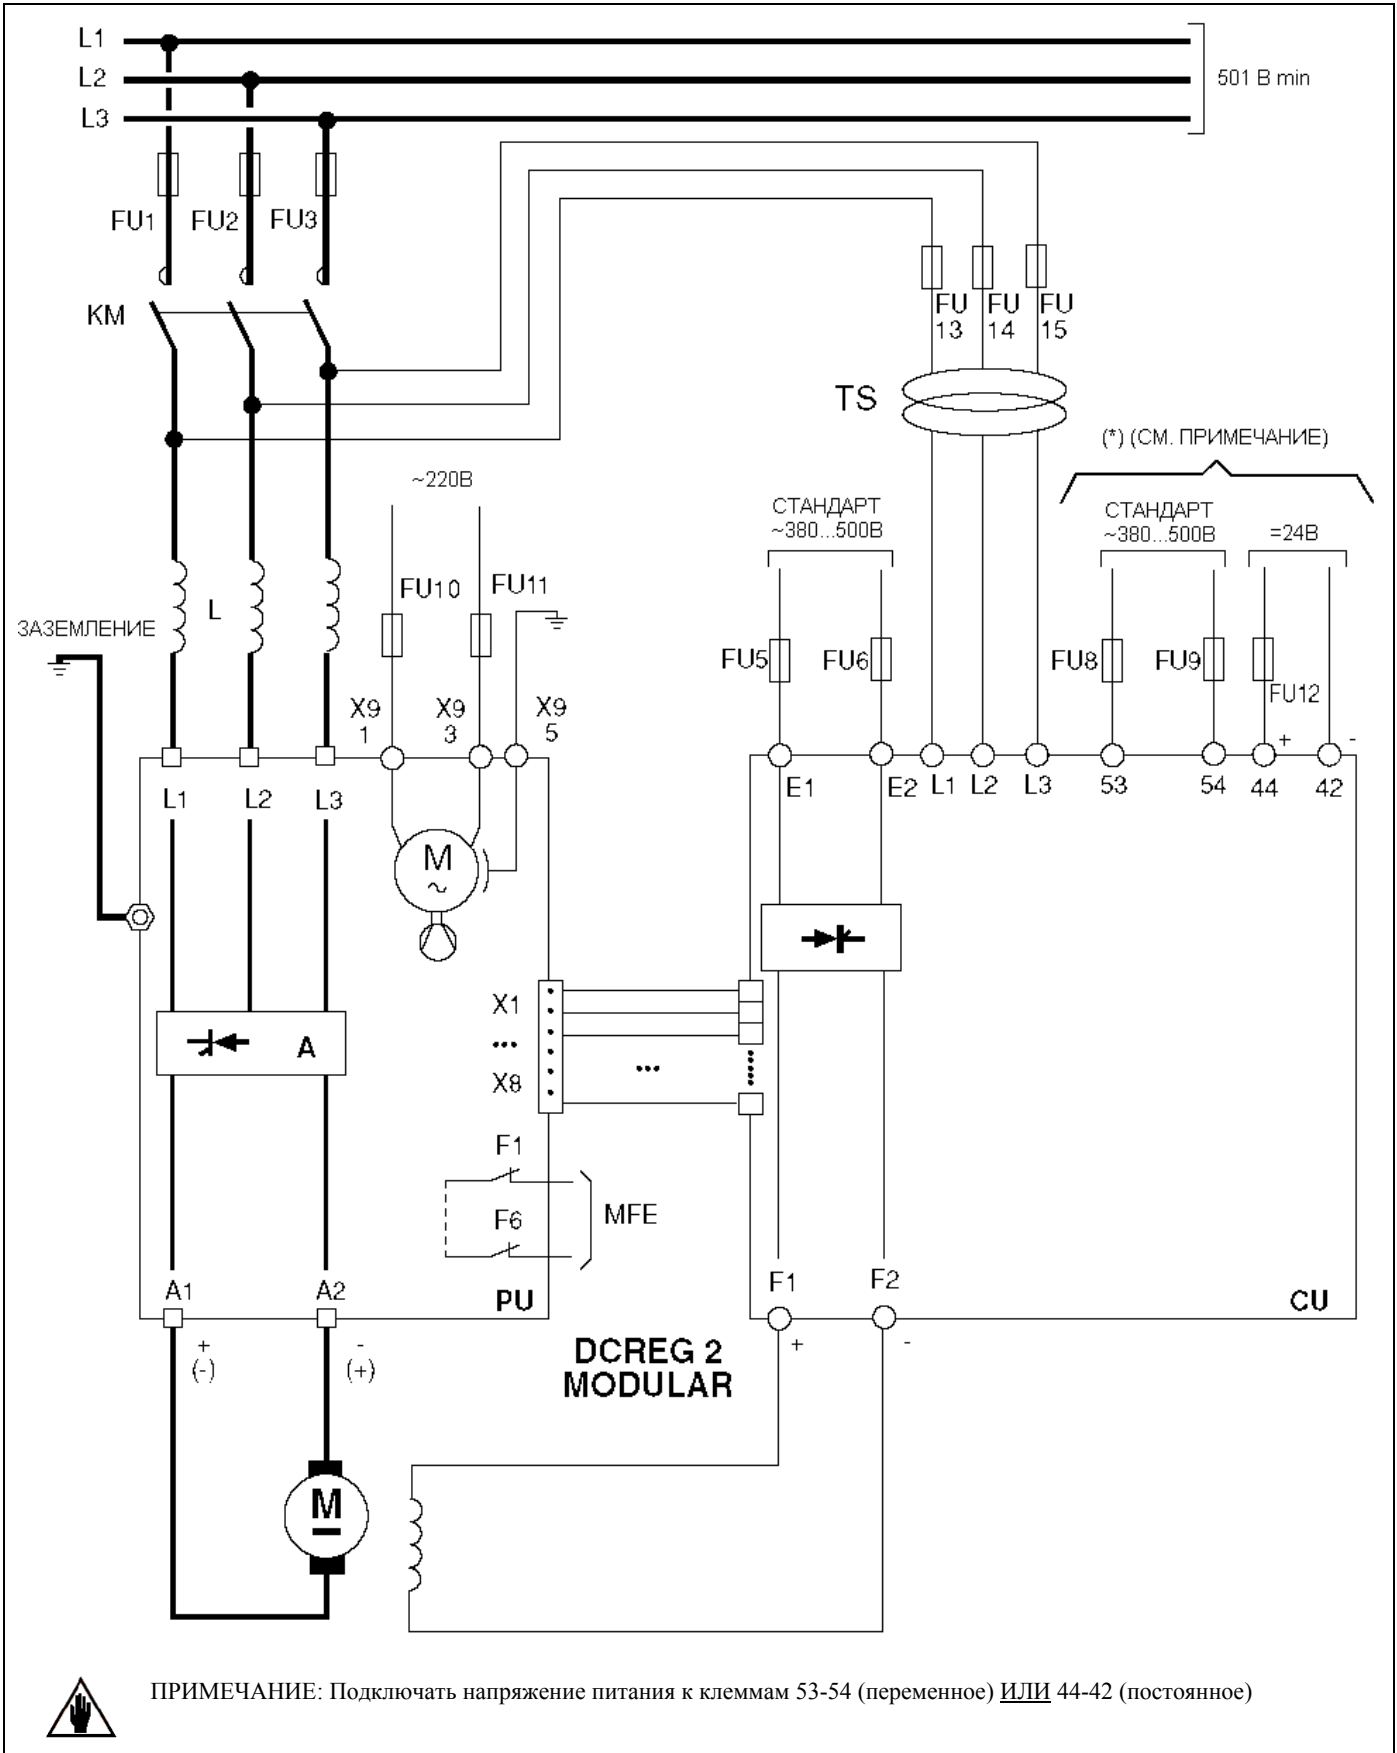 L1
L2
L3
501 В min
FU1
FU2
FU3
KM
FU
13
FU
14
FU
15
TS
(*) (СМ. ПРИМЕЧАНИЕ)
~220В
СТАНДАРТ
~380...500В
СТАНДАРТ
~380...500В
=24В
FU10
FU11
L
ЗАЗЕМЛЕНИЕ
FU5
FU6
FU8
FU9
FU12
X9
1
X9
3
X9
5
+
-
L1
L2
L3
E1
E2
L1
L2
L3
53
54
44
42
M
~
X1
...
X8
...
A
F1
F6
MFE
A1
A2
PU
F1
F2
CU
+
(-)
-
(+)
+
-
DCREG 2
MODULAR
M
ПРИМЕЧАНИЕ: Подключать напряжение питания к клеммам 53-54 (переменное) ИЛИ 44-42 (постоянное)